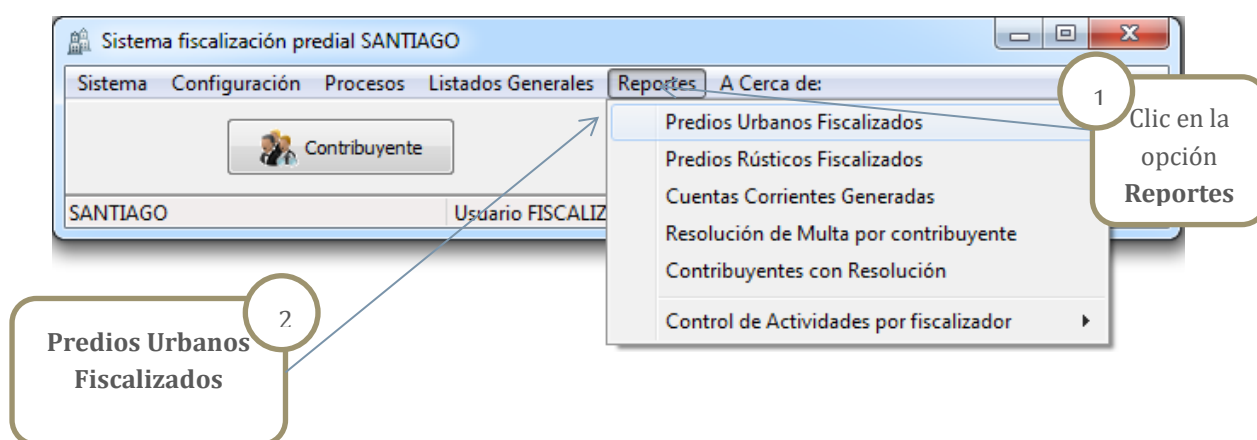 Sistema fiscalización predial SANTIAGO
Sistema Configuración Procesos Listados Generales Reportes A Cerca de:
Contribuyente
SANTIAGO
Usuario FISCALIZ
Predios Urbanos Fiscalizados
Predios Rústicos Fiscalizados
Cuentas Corrientes Generadas
Resolución de Multa por contribuyente
Contribuyentes con Resolución
Control de Actividades por fiscalizador
1
Clic en la
opción
Reportes
2
Predios Urbanos
Fiscalizados